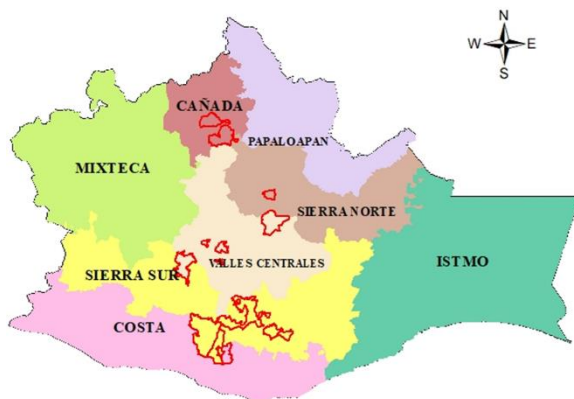 N
W E
S
CAÑADA
PAPALOAPAN
MIXTECA
SIERRA NORTE
VALLES CENTRALES
ISTMO
SIERRA SUR
COSTA